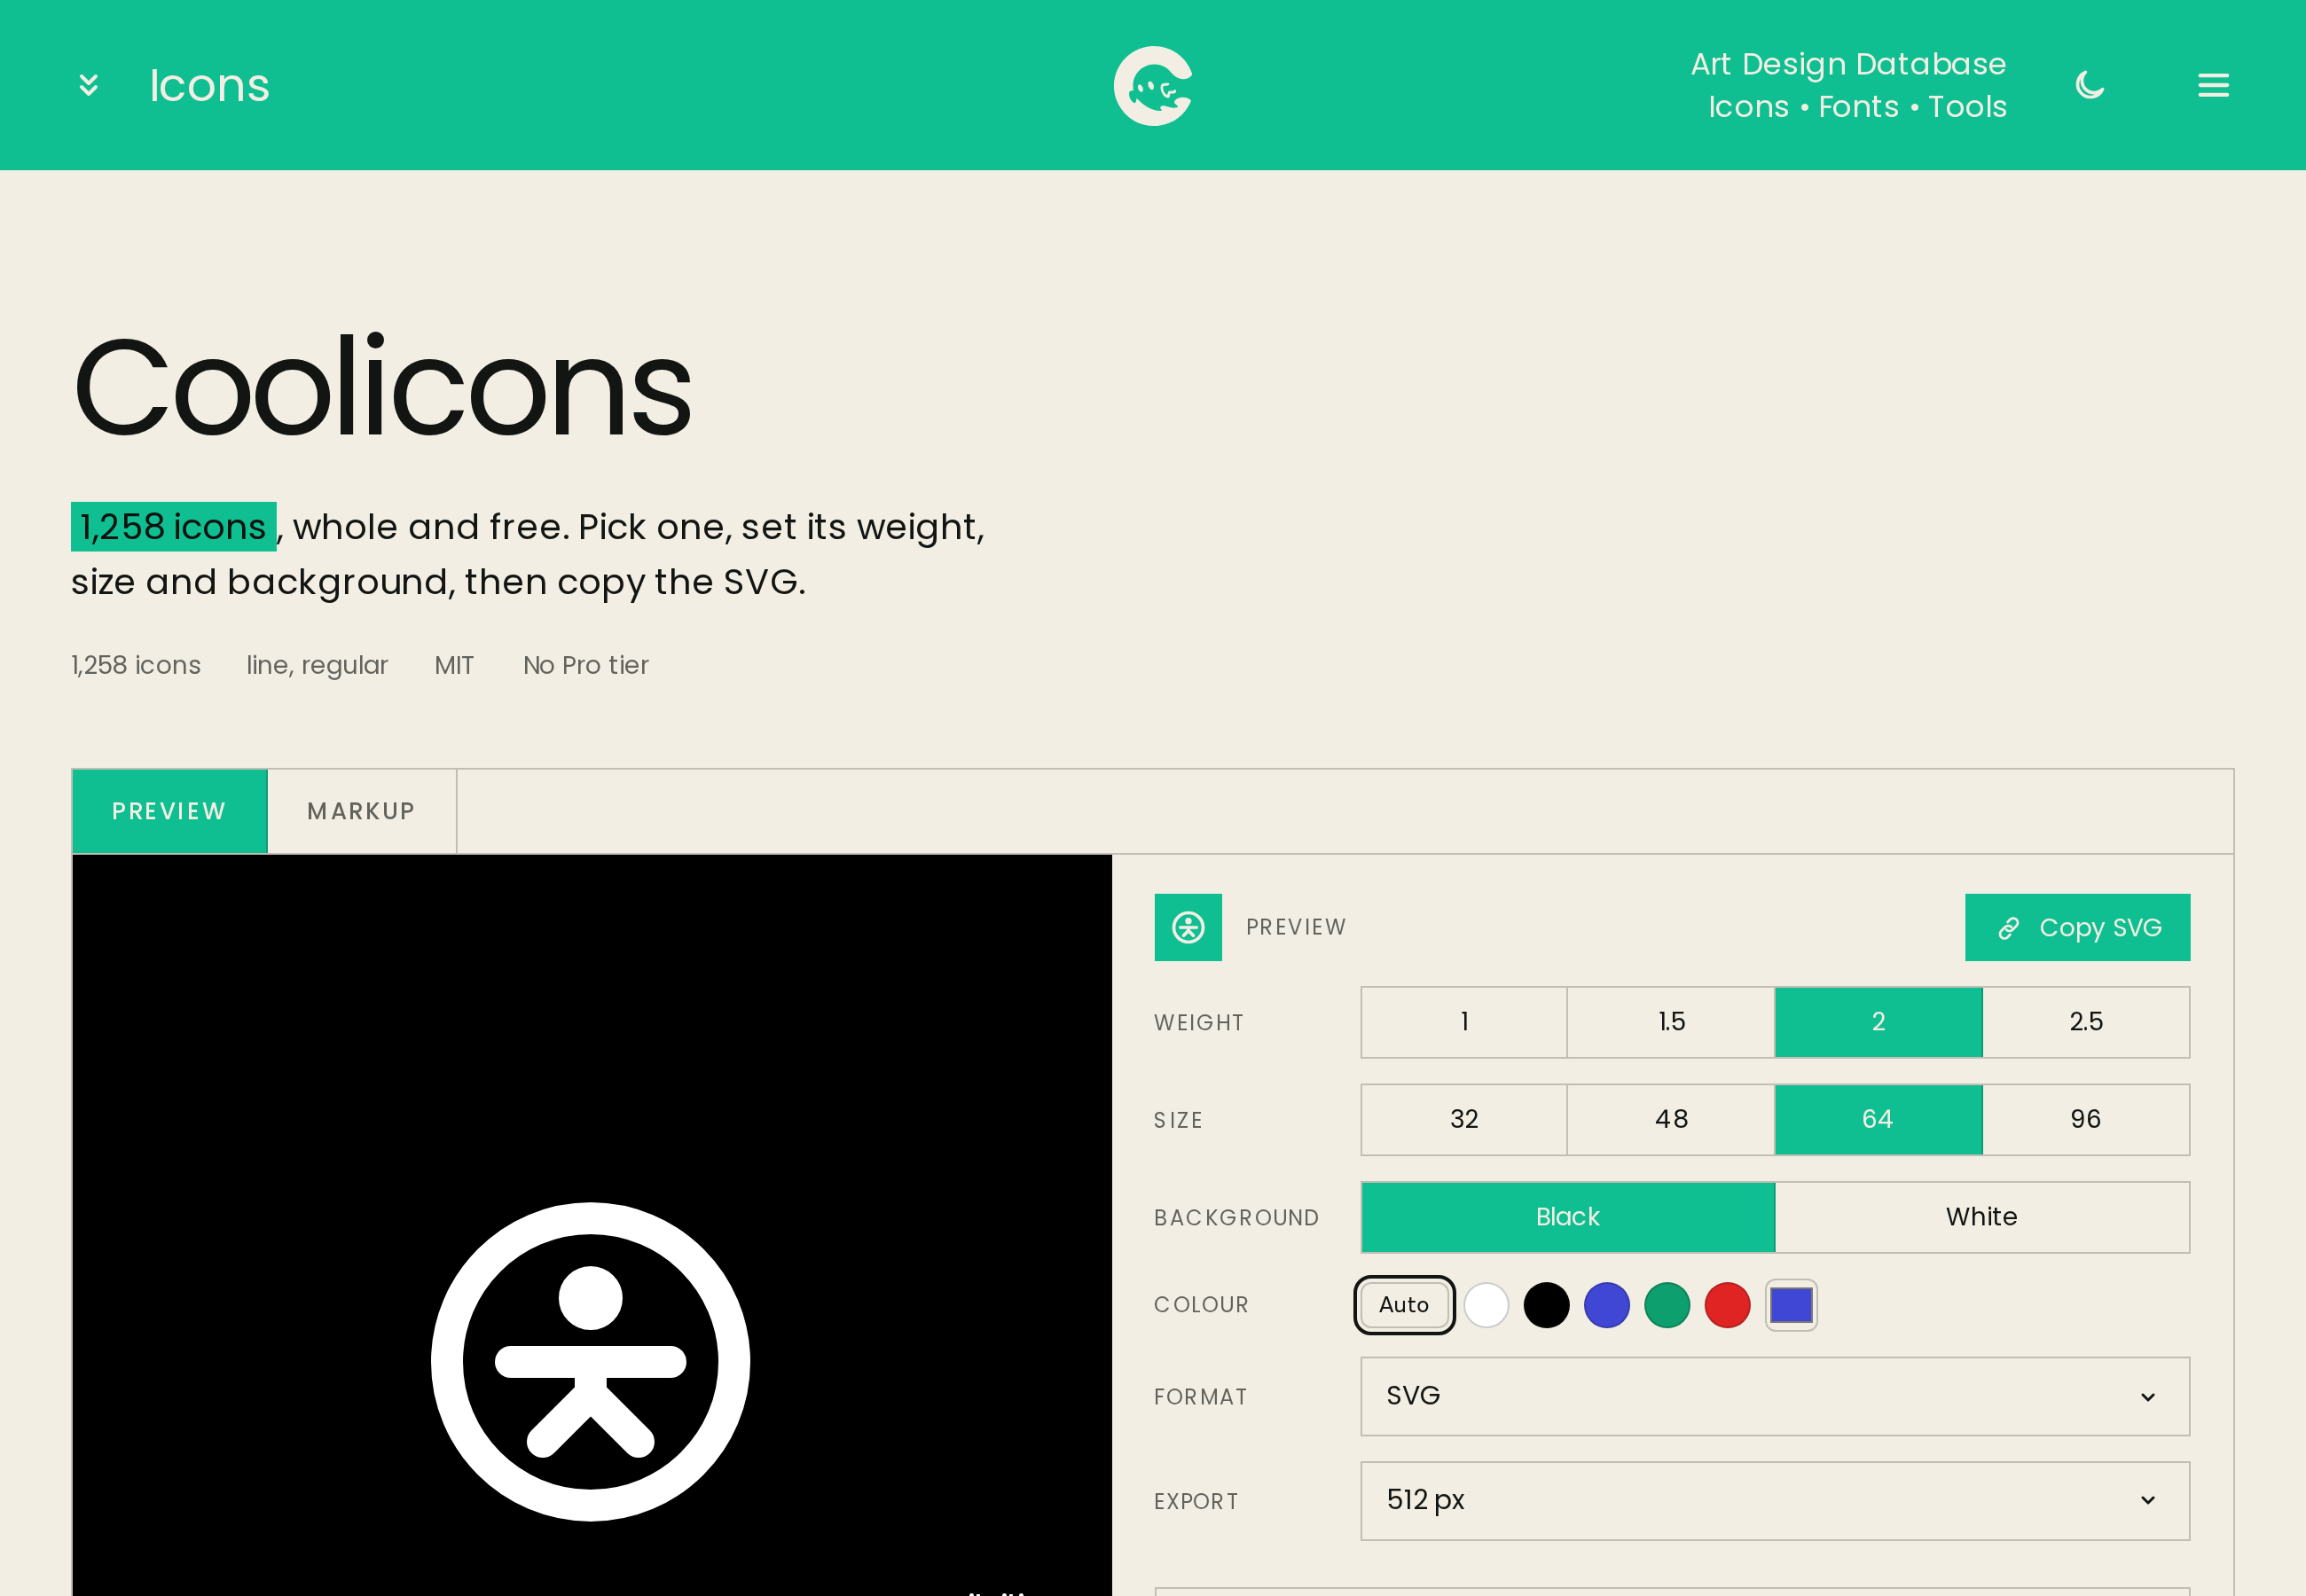 Icons
Art Design Database
Icons • Fonts • Tools
Coolicons
1,258 icons, whole and free. Pick one, set its weight,
size and background, then copy the SVG.
1,258 icons line, regular MIT No Pro tier
PREVIEW MARKUP
PREVIEW Copy SVG
WEIGHT 1 1.5 2 2.5
SIZE 32 48 64 96
BACKGROUND Black White
COLOUR Auto
FORMAT SVG
EXPORT 512 px